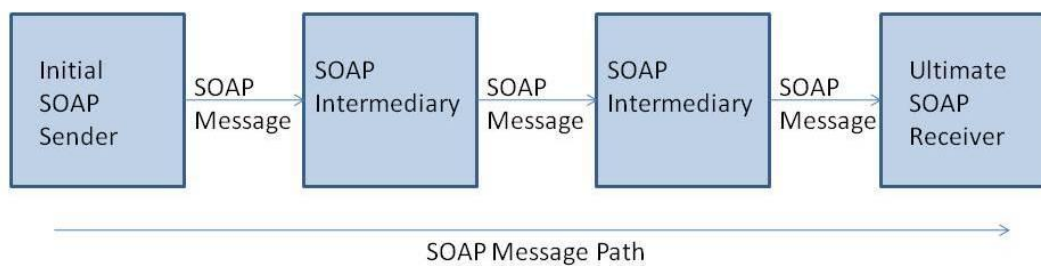 Initial
SOAP
Sender
SOAP
Message
SOAP
Intermediary
SOAP
Message
SOAP
Intermediary
SOAP
Message
Ultimate
SOAP
Receiver
SOAP Message Path